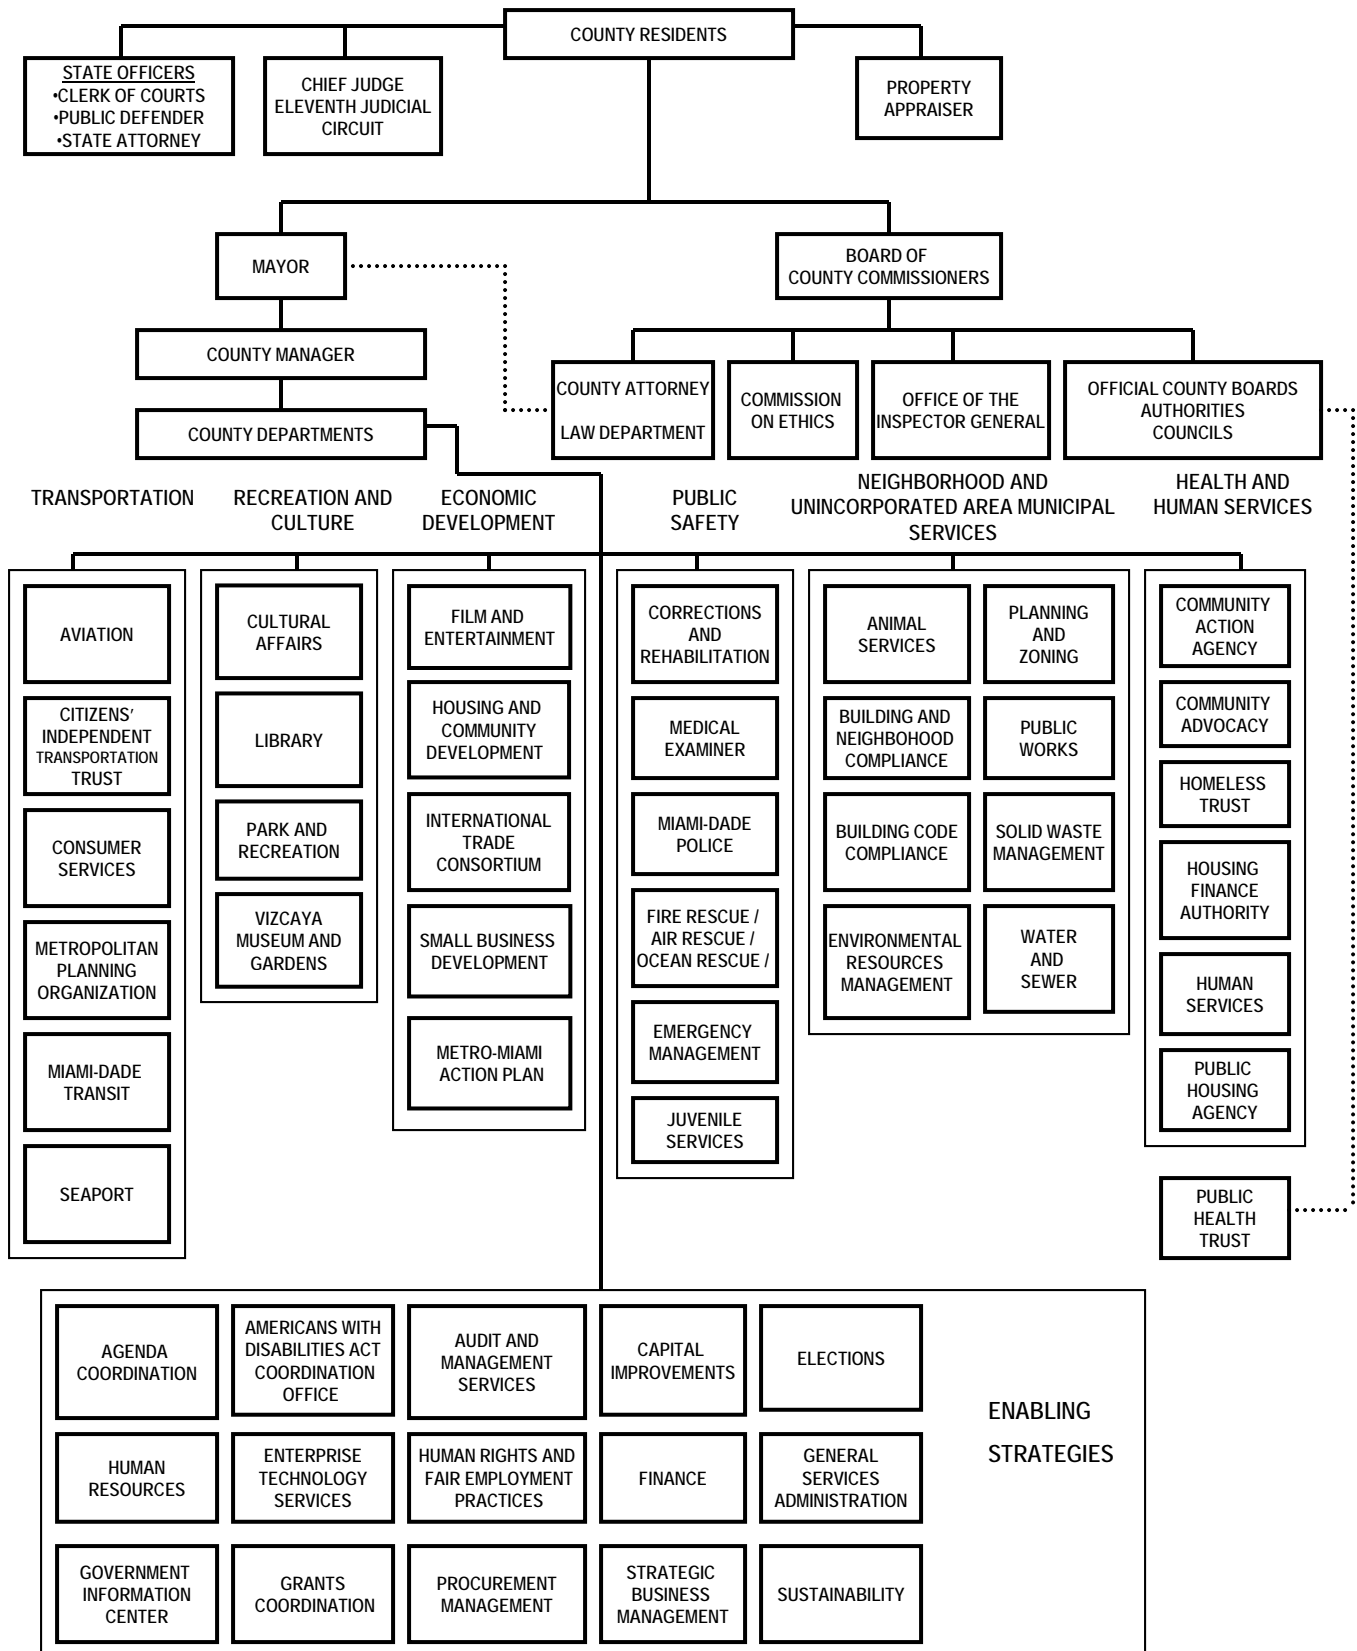 COUNTY RESIDENTS
STATE OFFICERS
•CLERK OF COURTS
•PUBLIC DEFENDER
•STATE ATTORNEY
CHIEF JUDGE
ELEVENTH JUDICIAL
CIRCUIT
PROPERTY
APPRAISER
MAYOR
BOARD OF
COUNTY COMMISSIONERS
COUNTY MANAGER
COUNTY DEPARTMENTS
COUNTY ATTORNEY
LAW DEPARTMENT
COMMISSION
ON ETHICS
OFFICE OF THE
INSPECTOR GENERAL
OFFICIAL COUNTY BOARDS
AUTHORITIES
COUNCILS
TRANSPORTATION
AVIATION
CITIZENS'
INDEPENDENT
TRANSPORTATION
TRUST
CONSUMER
SERVICES
METROPOLITAN
PLANNING
ORGANIZATION
MIAMI-DADE
TRANSIT
SEAPORT
RECREATION AND
CULTURE
CULTURAL
AFFAIRS
LIBRARY
PARK AND
RECREATION
VIZCAYA
MUSEUM AND
GARDENS
ECONOMIC
DEVELOPMENT
FILM AND
ENTERTAINMENT
HOUSING AND
COMMUNITY
DEVELOPMENT
INTERNATIONAL
TRADE
CONSORTIUM
SMALL BUSINESS
DEVELOPMENT
METRO-MIAMI
ACTION PLAN
PUBLIC
SAFETY
CORRECTIONS
AND
REHABILITATION
MEDICAL
EXAMINER
MIAMI-DADE
POLICE
FIRE RESCUE /
AIR RESCUE /
OCEAN RESCUE /
EMERGENCY
MANAGEMENT
JUVENILE
SERVICES
NEIGHBORHOOD AND
UNINCORPORATED AREA MUNICIPAL
SERVICES
ANIMAL
SERVICES
PLANNING
AND
ZONING
BUILDING AND
NEIGHBOHOOD
COMPLIANCE
PUBLIC
WORKS
BUILDING CODE
COMPLIANCE
SOLID WASTE
MANAGEMENT
ENVIRONMENTAL
RESOURCES
MANAGEMENT
WATER
AND
SEWER
HEALTH AND
HUMAN SERVICES
COMMUNITY
ACTION
AGENCY
COMMUNITY
ADVOCACY
HOMELESS
TRUST
HOUSING
FINANCE
AUTHORITY
HUMAN
SERVICES
PUBLIC
HOUSING
AGENCY
PUBLIC
HEALTH
TRUST
AGENDA
COORDINATION
AMERICANS WITH
DISABILITIES ACT
COORDINATION
OFFICE
AUDIT AND
MANAGEMENT
SERVICES
CAPITAL
IMPROVEMENTS
ELECTIONS
ENABLING
STRATEGIES
HUMAN
RESOURCES
ENTERPRISE
TECHNOLOGY
SERVICES
HUMAN RIGHTS AND
FAIR EMPLOYMENT
PRACTICES
FINANCE
GENERAL
SERVICES
ADMINISTRATION
GOVERNMENT
INFORMATION
CENTER
GRANTS
COORDINATION
PROCUREMENT
MANAGEMENT
STRATEGIC
BUSINESS
MANAGEMENT
SUSTAINABILITY